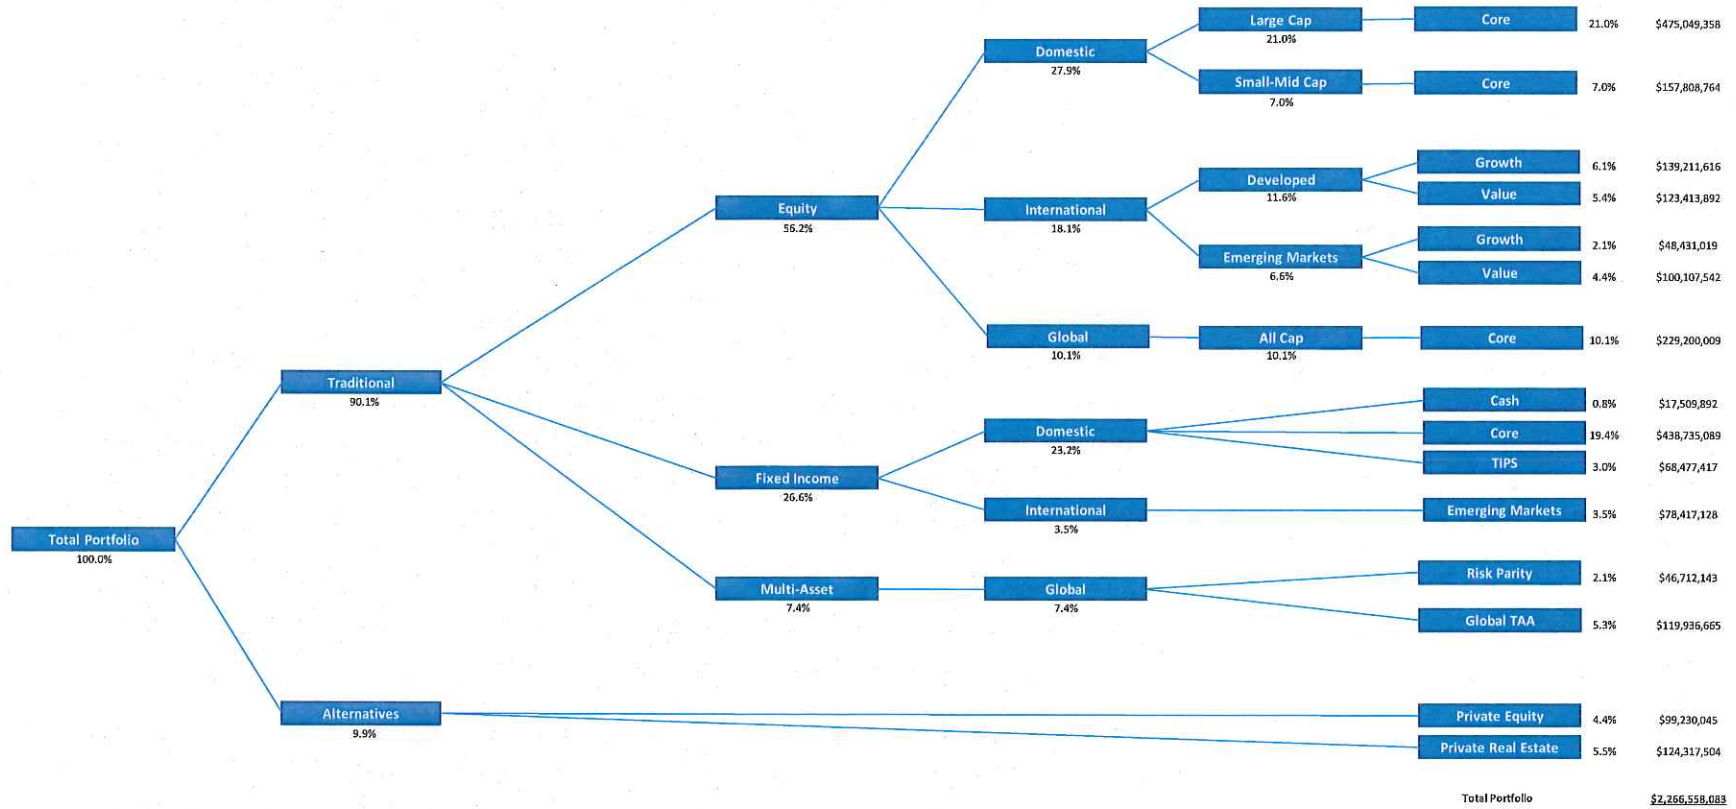 Large Cap Core 21.0% $475,049,358
21.0%
Domestic
27.9%
Small-Mid Cap Core 7.0% $157,808,764
7.0%
Growth 6.1% $139,211,616
Developed
11.6%
Value 5.4% $123,413,892
Equity
56.2%
International
18.1%
Growth 2.1% $48,431,019
Emerging Markets
6.6%
Value 4.4% $100,107,542
Global All Cap Core 10.1% $229,200,009
10.1% 10.1%
Traditional
90.1%
Cash 0.8% $17,509,892
Domestic Core 19.4% $438,735,089
23.2%
TIPS 3.0% $68,477,417
Fixed Income
26.6%
International Emerging Markets 3.5% $78,417,128
3.5%
Total Portfolio
100.0%
Risk Parity 2.1% $46,712,143
Multi-Asset Global
7.4% 7.4%
Global TAA 5.3% $119,936,665
Alternatives Private Equity 4.4% $99,230,045
9.9%
Private Real Estate 5.5% $124,317,504
Total Portfolio $2,266,558,083